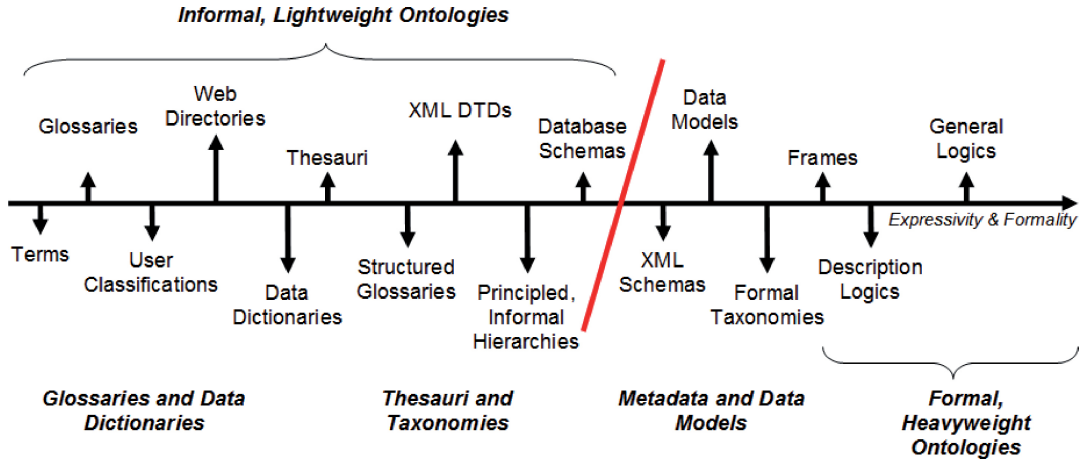 Informal, Lightweight Ontologies
Glossaries
Web
Directories
Thesauri
XML DTDs
Database
Schemas
Data
Models
Frames
General
Logics
Expressivity & Formality
Terms
User
Classifications
Data
Dictionaries
Structured
Glossaries
Principled,
Informal
Hierarchies
XML
Schemas
Formal
Taxonomies
Description
Logics
Glossaries and Data
Dictionaries
Thesauri and
Taxonomies
Metadata and Data
Models
Formal,
Heavyweight
Ontologies